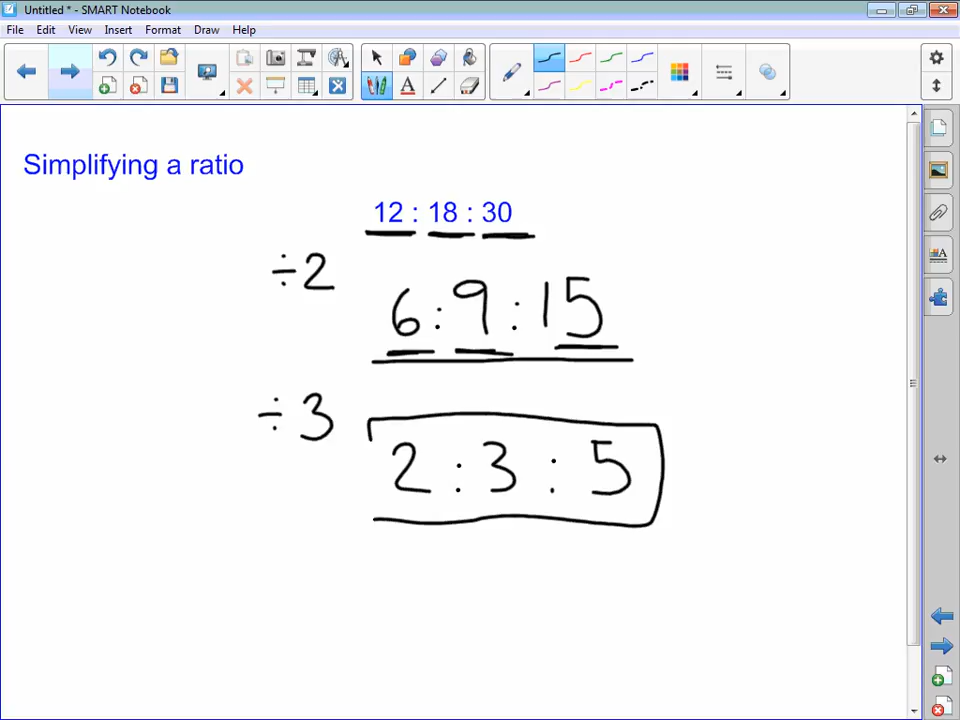 Untitled * - SMART Notebook
File Edit View Insert Format Draw Help
Simplifying a ratio
12 : 18 : 30
÷2
6 : 9 : 15
÷3
2 : 3 : 5